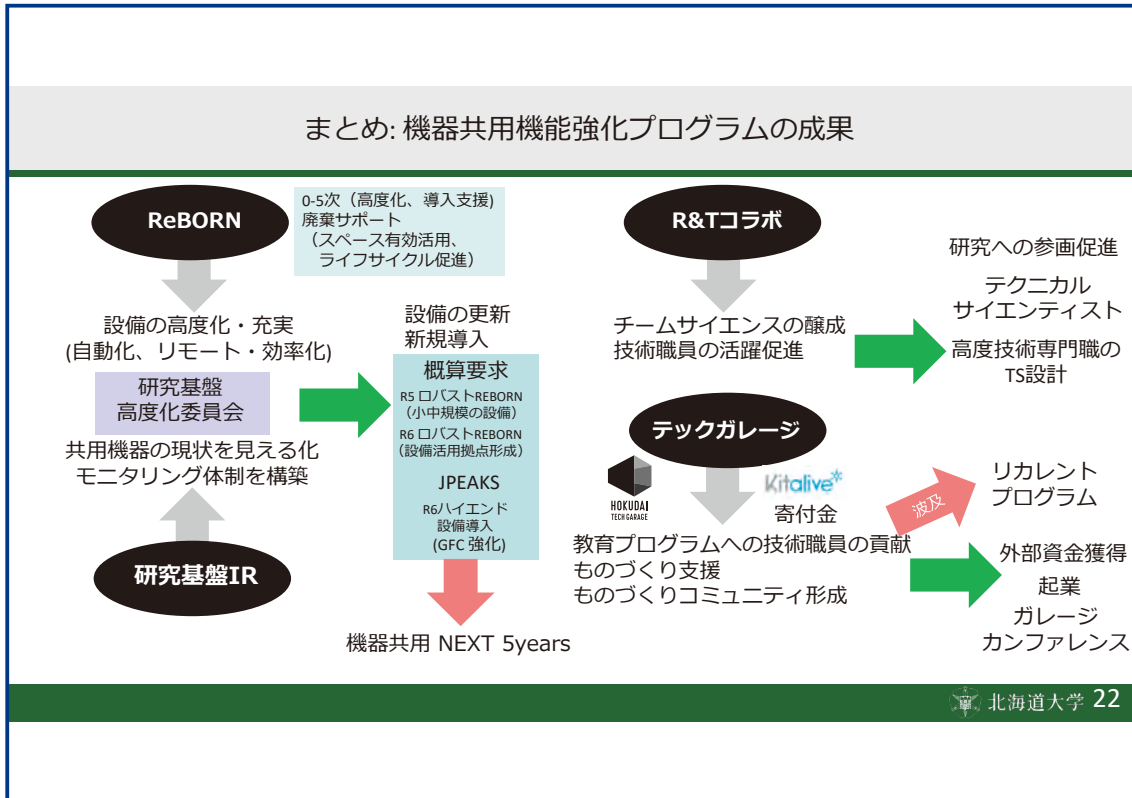 まとめ: 機器共用機能強化プログラムの成果
ReBORN
0-5次（高度化、導入支援)
廃棄サポート
（スペース有効活用、
ライフサイクル促進）
設備の高度化・充実
(自動化、リモート・効率化)
研究基盤
高度化委員会
共用機器の現状を見える化
モニタリング体制を構築
研究基盤IR
設備の更新
新規導入
概算要求
R5 ロバストREBORN
（小中規模の設備）
R6 ロバストREBORN
（設備活用拠点形成）
JPEAKS
R6ハイエンド
設備導入
(GFC 強化)
機器共用 NEXT 5years
R&Tコラボ
チームサイエンスの醸成
技術職員の活躍促進
研究への参画促進
テクニカル
サイエンティスト
高度技術専門職の
TS設計
テックガレージ
HOKUDAI
TECH GARAGE
Kitalive
寄付金
教育プログラムへの技術職員の貢献
ものづくり支援
ものづくりコミュニティ形成
波及
リカレント
プログラム
外部資金獲得
起業
ガレージ
カンファレンス
北海道大学 22